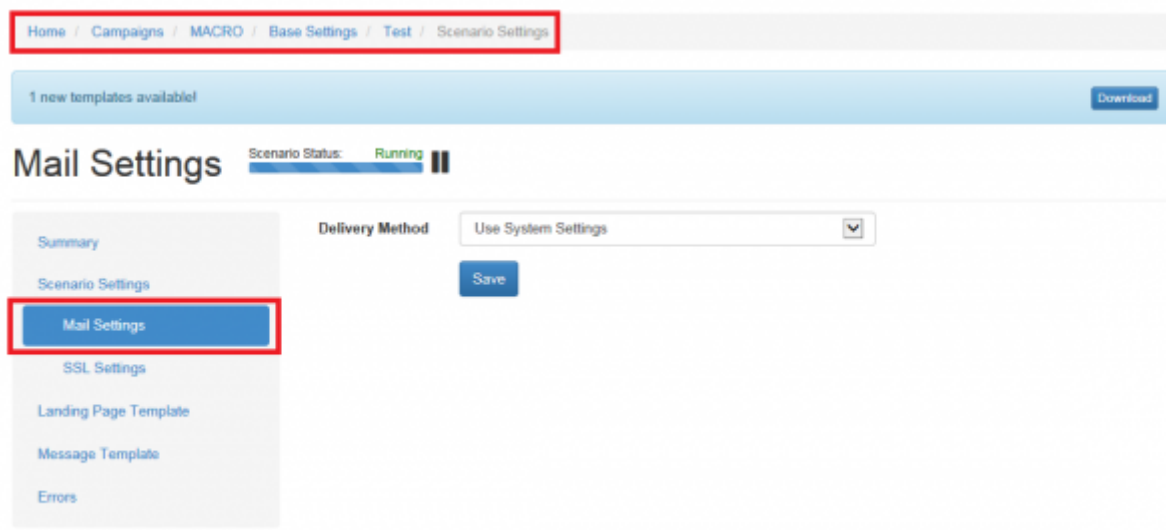 Home / Campaigns / MACRO / Base Settings / Test / Scenario Settings
1 new templates available!
Download
Mail Settings
Scenario Status: Running
Summary
Scenario Settings
Mail Settings
SSL Settings
Landing Page Template
Message Template
Errors
Delivery Method
Use System Settings
Save